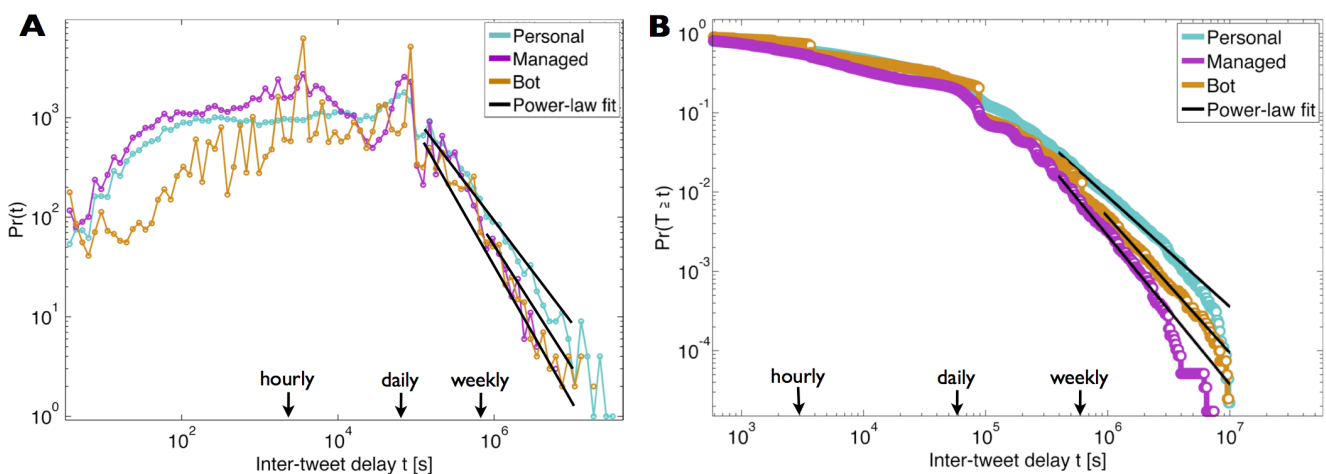 A
Pr(t)
10^3
10^2
10^1
10^0
10^2
10^4
10^6
Inter-tweet delay t [s]
Personal
Managed
Bot
Power-law fit
hourly
daily
weekly
B
Pr(T ≥ t)
10^0
10^-1
10^-2
10^-3
10^-4
10^3
10^4
10^5
10^6
10^7
Inter-tweet delay t [s]
Personal
Managed
Bot
Power-law fit
hourly
daily
weekly